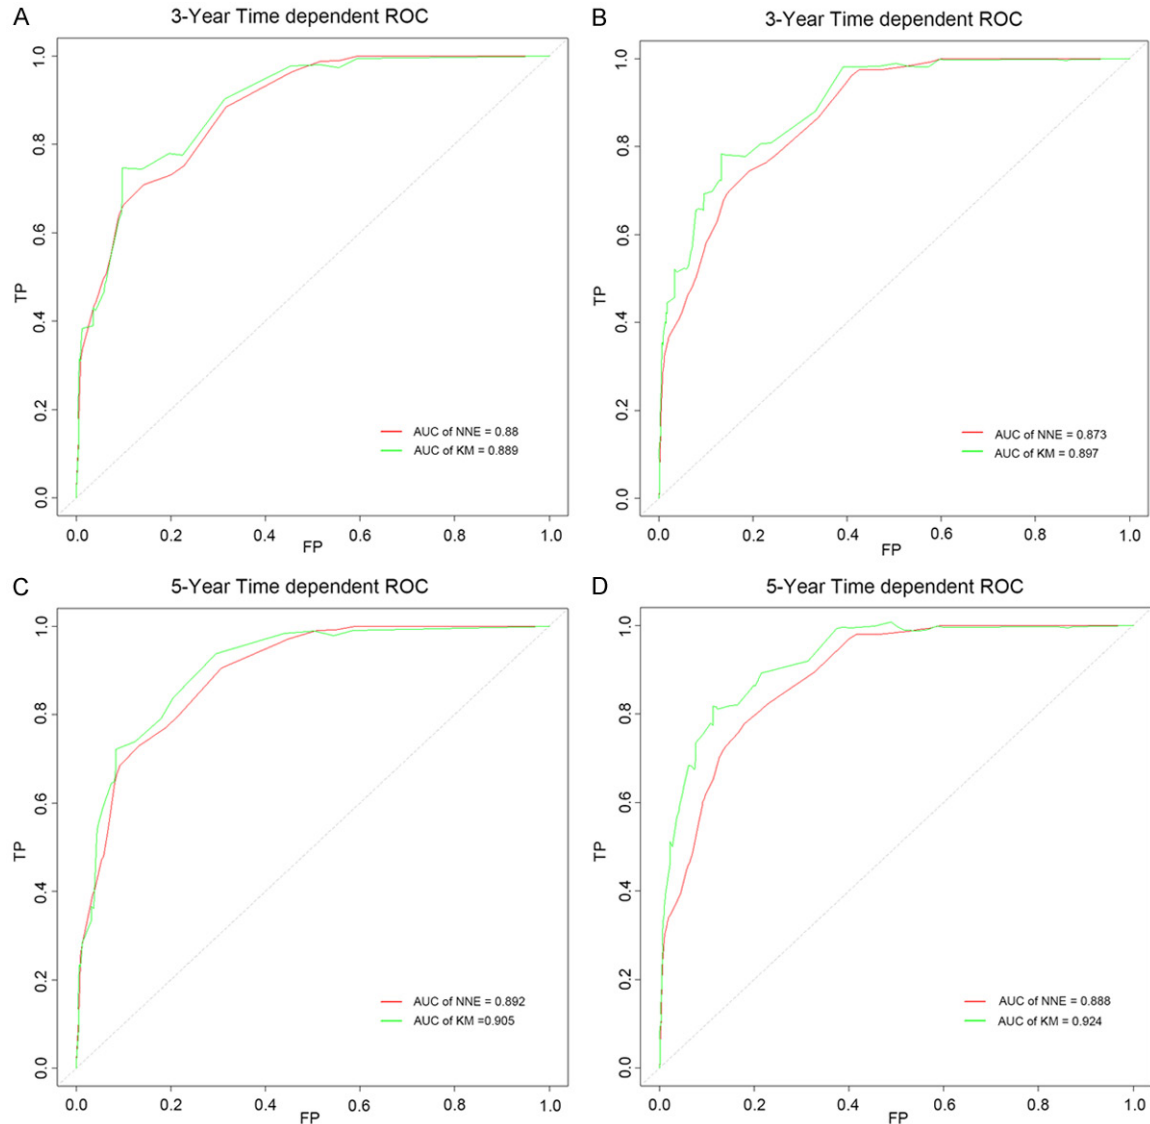 A
3-Year Time dependent ROC
TP
1.0
0.8
0.6
0.4
0.2
0.0
AUC of NNE = 0.88
AUC of KM = 0.889
0.0 0.2 0.4 0.6 0.8 1.0
FP
B
3-Year Time dependent ROC
TP
1.0
0.8
0.6
0.4
0.2
0.0
AUC of NNE = 0.873
AUC of KM = 0.897
0.0 0.2 0.4 0.6 0.8 1.0
FP
C
5-Year Time dependent ROC
TP
1.0
0.8
0.6
0.4
0.2
0.0
AUC of NNE = 0.892
AUC of KM =0.905
0.0 0.2 0.4 0.6 0.8 1.0
FP
D
5-Year Time dependent ROC
TP
1.0
0.8
0.6
0.4
0.2
0.0
AUC of NNE = 0.888
AUC of KM = 0.924
0.0 0.2 0.4 0.6 0.8 1.0
FP